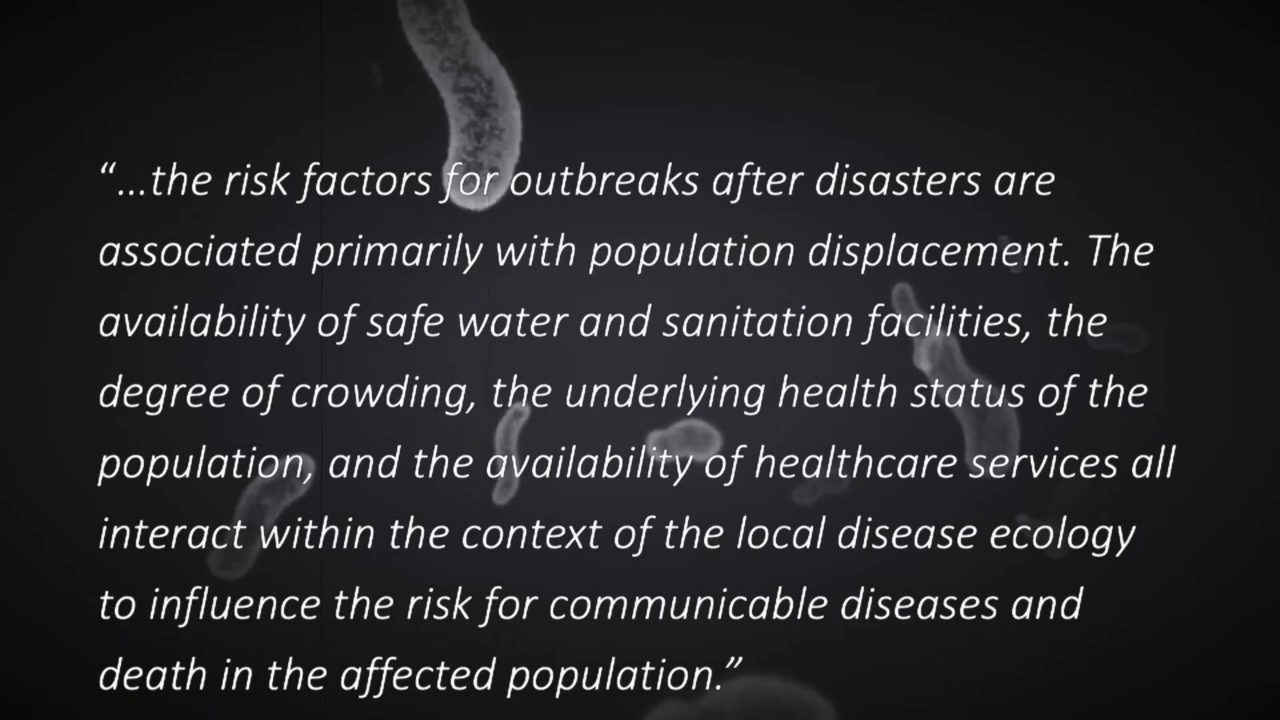 “...the risk factors for outbreaks after disasters are
associated primarily with population displacement. The
availability of safe water and sanitation facilities, the
degree of crowding, the underlying health status of the
population, and the availability of healthcare services all
interact within the context of the local disease ecology
to influence the risk for communicable diseases and
death in the affected population.”